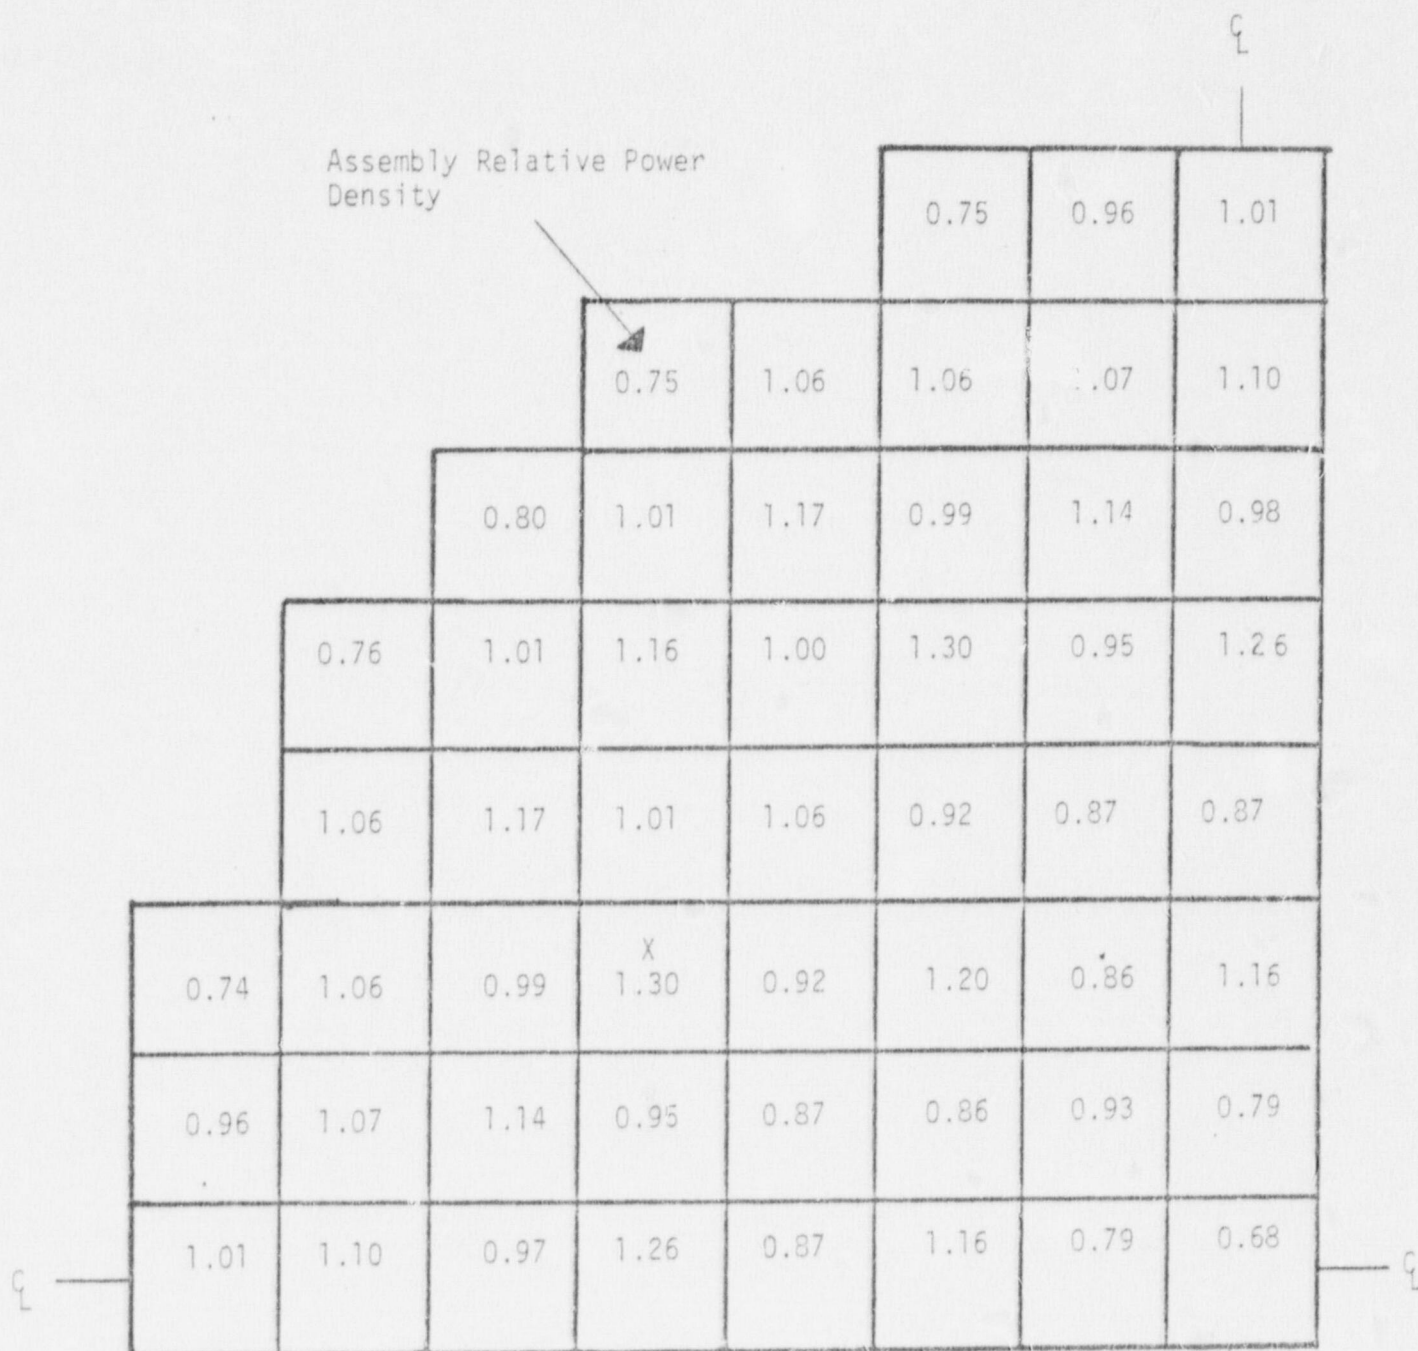 ℄
Assembly Relative Power
Density
0.75 0.96 1.01
0.75 1.06 1.06 .07 1.10
0.80 1.01 1.17 0.99 1.14 0.98
0.76 1.01 1.16 1.00 1.30 0.95 1.26
1.06 1.17 1.01 1.06 0.92 0.87 0.87
X
0.74 1.06 0.99 1.30 0.92 1.20 0.86 1.16
0.96 1.07 1.14 0.95 0.87 0.86 0.93 0.79
℄ 1.01 1.10 0.97 1.26 0.87 1.16 0.79 0.68 ℄